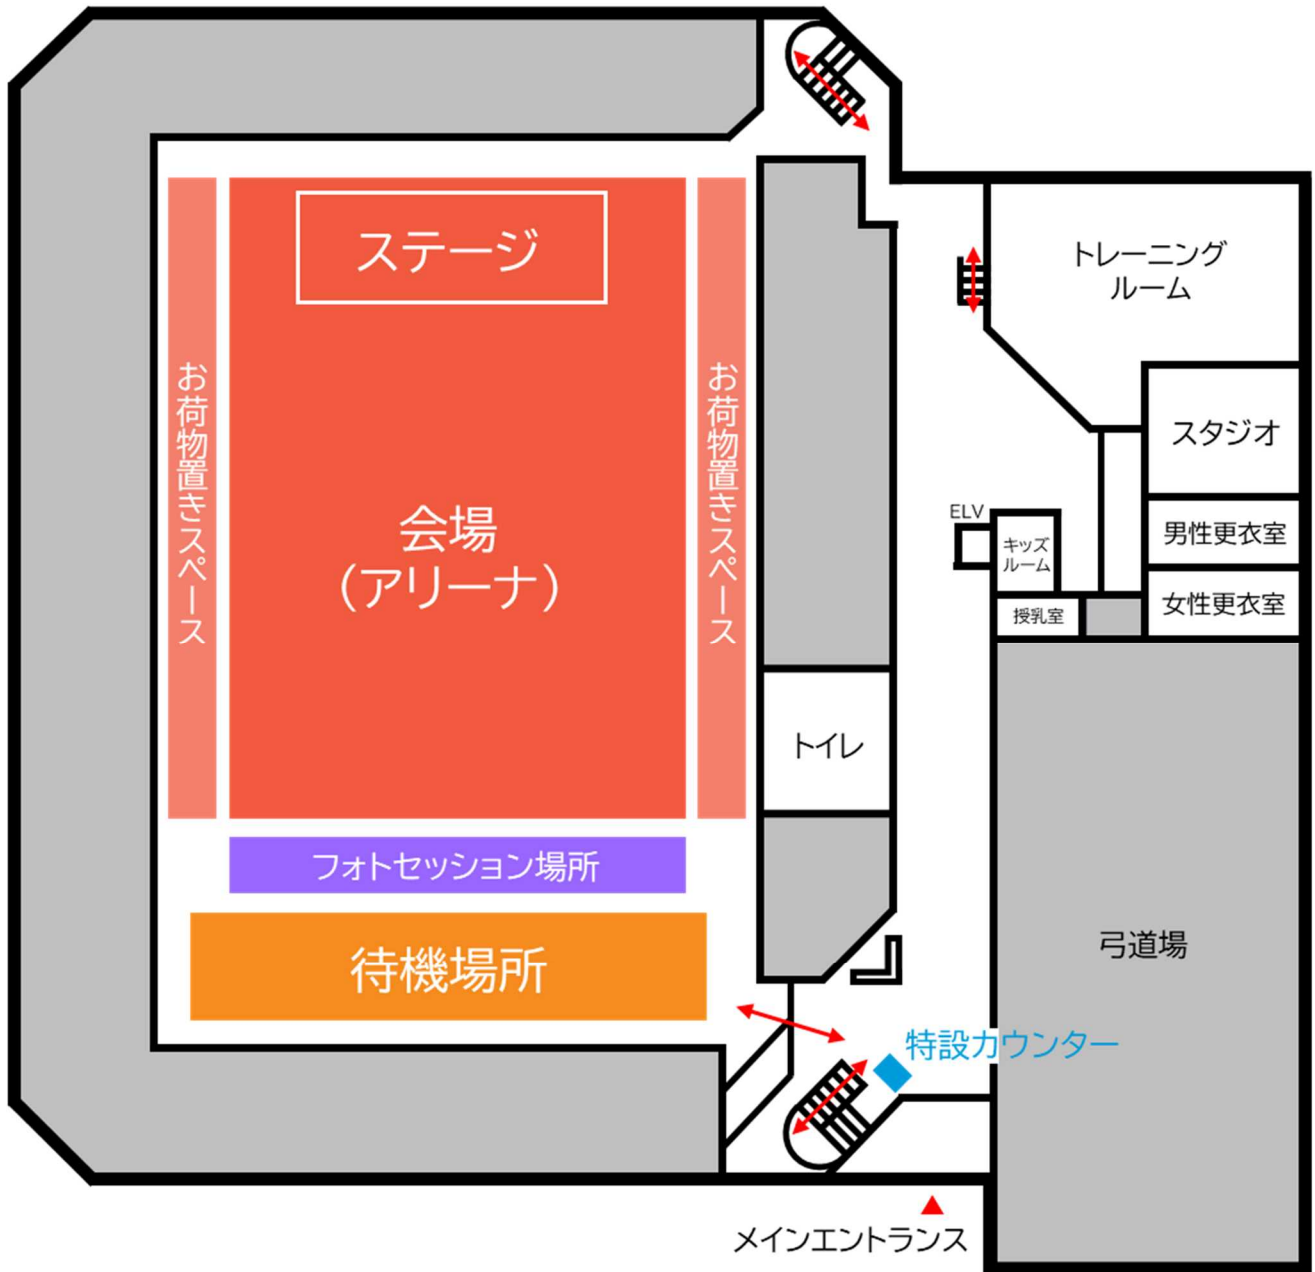 ステージ
トレーニング
ルーム
お荷物置きスペース
お荷物置きスペース
スタジオ
会場
（アリーナ）
ELV
キッズ
ルーム
男性更衣室
授乳室
女性更衣室
トイレ
フォトセッション場所
待機場所
弓道場
特設カウンター
メインエントランス